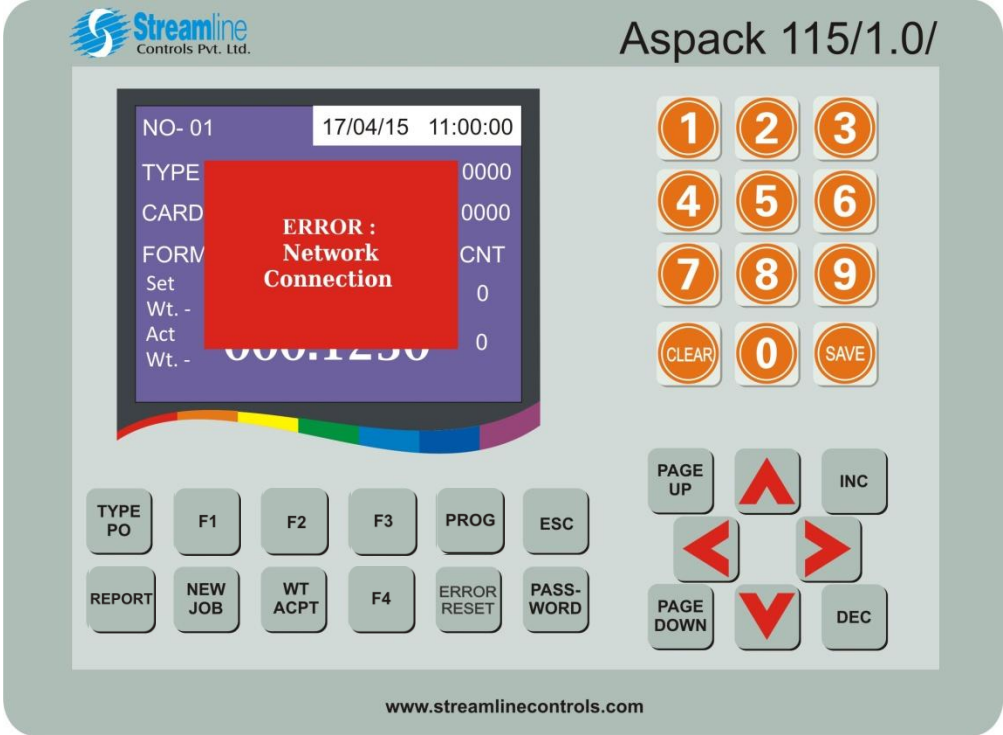 Streamline
Controls Pvt. Ltd.
Aspack 115/1.0/
NO- 01
17/04/15 11:00:00
TYPE
0000
CARD
0000
FORM
CNT
ERROR :
Network
Connection
Set
Wt. -
0
Act
Wt. -
0
1
2
3
4
5
6
7
8
9
CLEAR
0
SAVE
PAGE
UP
INC
PAGE
DOWN
DEC
TYPE
PO
F1
F2
F3
PROG
ESC
REPORT
NEW
JOB
WT
ACPT
F4
ERROR
RESET
PASS-
WORD
www.streamlinecontrols.com